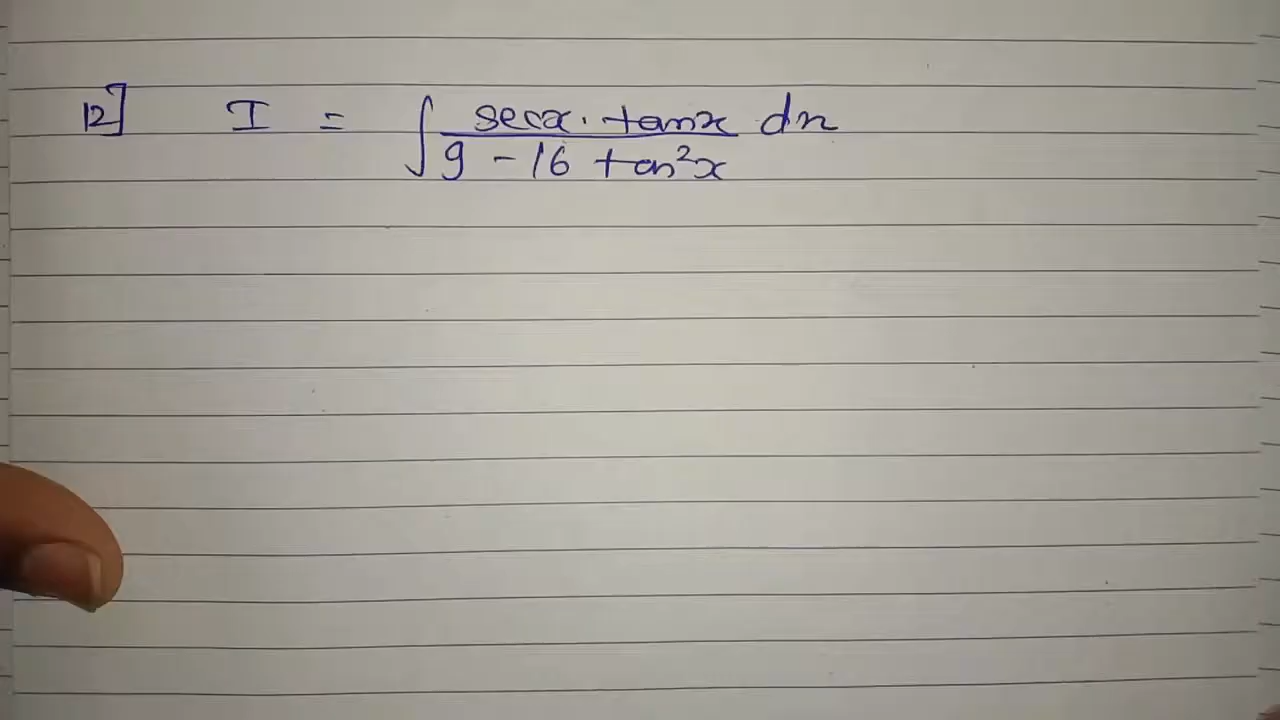 12] I = ∫ secx · tanx / 9 - 16 tan²x dx